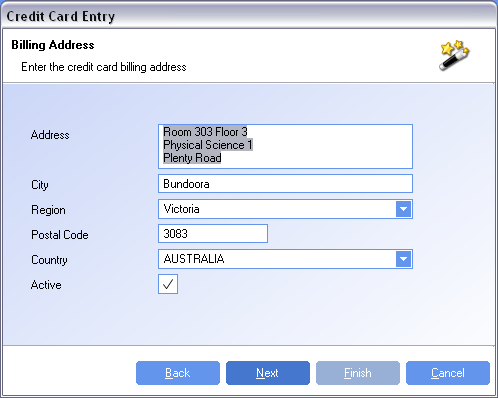 Credit Card Entry
Billing Address
Enter the credit card billing address
Address
Room 303 Floor 3
Physical Science 1
Plenty Road
City
Bundoora
Region
Victoria
Postal Code
3083
Country
AUSTRALIA
Active
Back
Next
Finish
Cancel